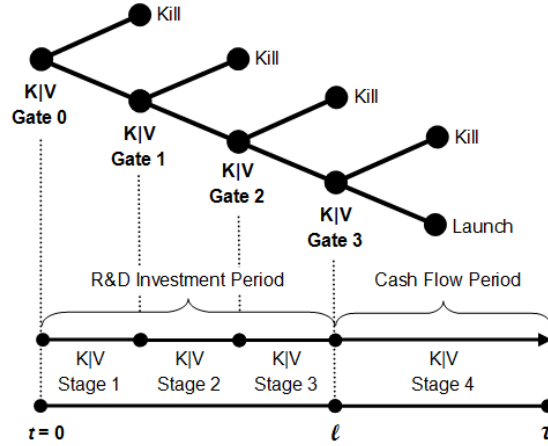 Kill
Kill
K|V
Gate 0
Kill
K|V
Gate 1
Kill
K|V
Gate 2
K|V
Gate 3
Launch
R&D Investment Period
Cash Flow Period
K|V
Stage 1
K|V
Stage 2
K|V
Stage 3
K|V
Stage 4
t = 0
ℓ
τ